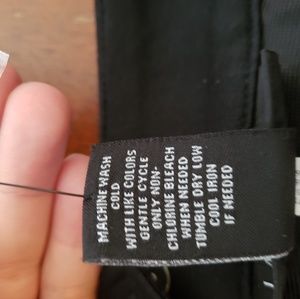 MACHINE WASH
COLD
WITH LIKE COLORS
GENTLE CYCLE
ONLY NON-
CHLORINE BLEACH
WHEN NEEDED
TUMBLE DRY LOW
COOL IRON
IF NEEDED